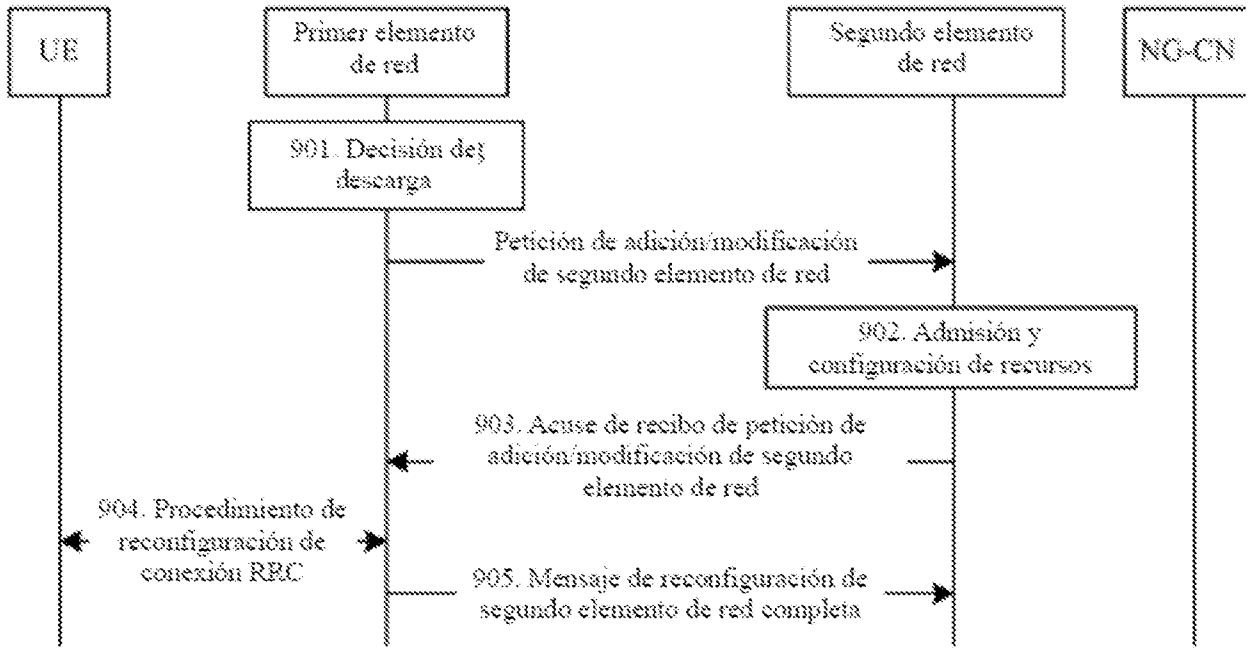 UE
Primer elemento
de red
Segundo elemento
de red
NG-CN
901. Decisión de
descarga
Petición de adición/modificación
de segundo elemento de red
902. Admisión y
configuración de recursos
903. Acuse de recibo de petición de
adición/modificación de segundo
elemento de red
904. Procedimiento de
reconfiguración de
conexión RRC
905. Mensaje de reconfiguración de
segundo elemento de red completa